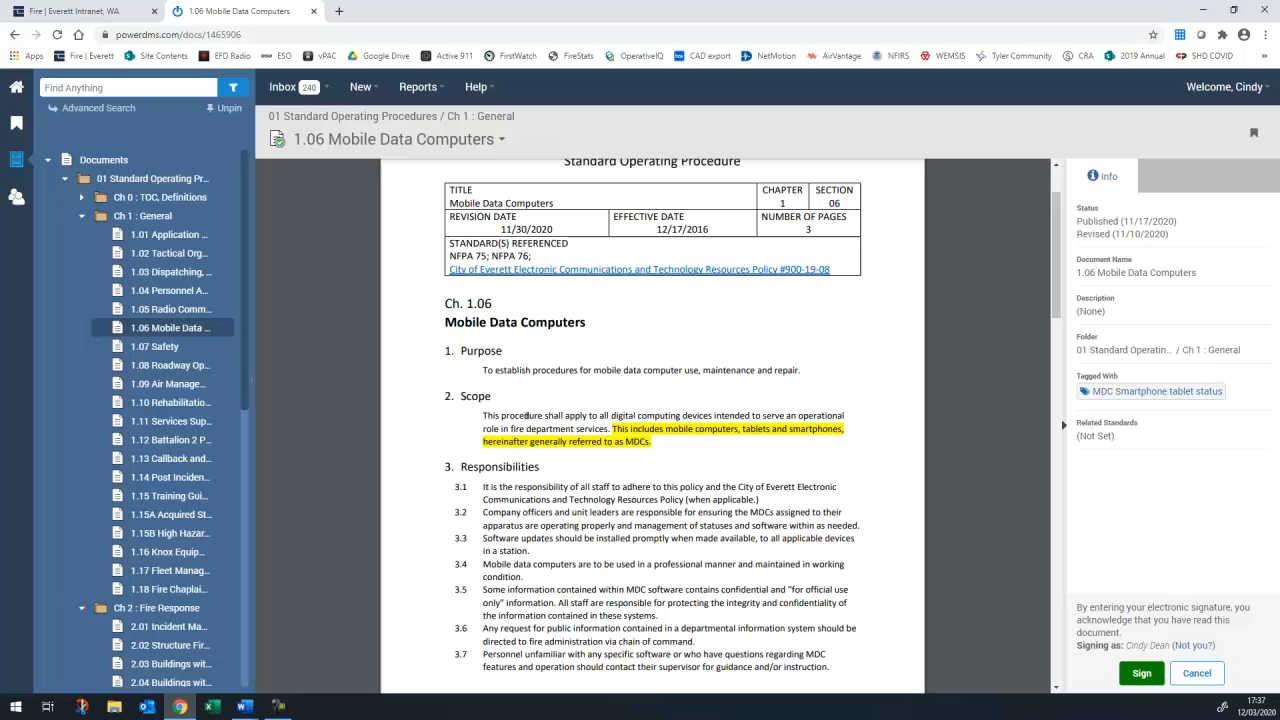 Fire | Everett Intranet, WA
1.06 Mobile Data Computers
powerdms.com/docs/1465906
Apps Fire | Everett Site Contents EFD Radio ESO vPAC Google Drive Active 911 FirstWatch FireStats OperativeIQ CAD export NetMotion AirVantage NFIRS WEMSIS Tyler Community CRA 2019 Annual SHD COVID »
Find Anything
Advanced Search Unpin
Inbox 240 New Reports Help
Welcome, Cindy
01 Standard Operating Procedures / Ch 1 : General
1.06 Mobile Data Computers
Documents
01 Standard Operating Pr...
Ch 0 : TOC, Definitions
Ch 1 : General
1.01 Application ...
1.02 Tactical Org...
1.03 Dispatching, ...
1.04 Personnel A...
1.05 Radio Comm...
1.06 Mobile Data ...
1.07 Safety
1.08 Roadway Op...
1.09 Air Manage...
1.10 Rehabilitatio...
1.11 Services Sup...
1.12 Battalion 2 P...
1.13 Callback and...
1.14 Post Inciden...
1.15 Training Gui...
1.15A Acquired St...
1.15B High Hazar...
1.16 Knox Equip...
1.17 Fleet Manag...
1.18 Fire Chaplai...
Ch 2 : Fire Response
2.01 Incident Ma...
2.02 Structure Fir...
2.03 Buildings wit...
2.04 Buildings wit...
Standard Operating Procedure
TITLE
Mobile Data Computers
CHAPTER
1
SECTION
06
REVISION DATE
11/30/2020
EFFECTIVE DATE
12/17/2016
NUMBER OF PAGES
3
STANDARD(S) REFERENCED
NFPA 75; NFPA 76;
City of Everett Electronic Communications and Technology Resources Policy #900-19-08
Ch. 1.06
Mobile Data Computers
1. Purpose
To establish procedures for mobile data computer use, maintenance and repair.
2. Scope
This procedure shall apply to all digital computing devices intended to serve an operational
role in fire department services. This includes mobile computers, tablets and smartphones,
hereinafter generally referred to as MDCs.
3. Responsibilities
3.1 It is the responsibility of all staff to adhere to this policy and the City of Everett Electronic
Communications and Technology Resources Policy (when applicable.)
3.2 Company officers and unit leaders are responsible for ensuring the MDCs assigned to their
apparatus are operating properly and management of statuses and software within as needed.
3.3 Software updates should be installed promptly when made available, to all applicable devices
in a station.
3.4 Mobile data computers are to be used in a professional manner and maintained in working
condition.
3.5 Some information contained within MDC software contains confidential and “for official use
only” information. All staff are responsible for protecting the integrity and confidentiality of
the information contained in these systems.
3.6 Any request for public information contained in a departmental information system should be
directed to fire administration via chain of command.
3.7 Personnel unfamiliar with any specific software or who have questions regarding MDC
features and operation should contact their supervisor for guidance and/or instruction.
Info
Status
Published (11/17/2020)
Revised (11/10/2020)
Document Name
1.06 Mobile Data Computers
Description
(None)
Folder
01 Standard Operatin... / Ch 1 : General
Tagged With
MDC Smartphone tablet status
Related Standards
(Not Set)
By entering your electronic signature, you
acknowledge that you have read this
document.
Signing as: Cindy Dean (Not you?)
Sign Cancel
17:37
12/03/2020